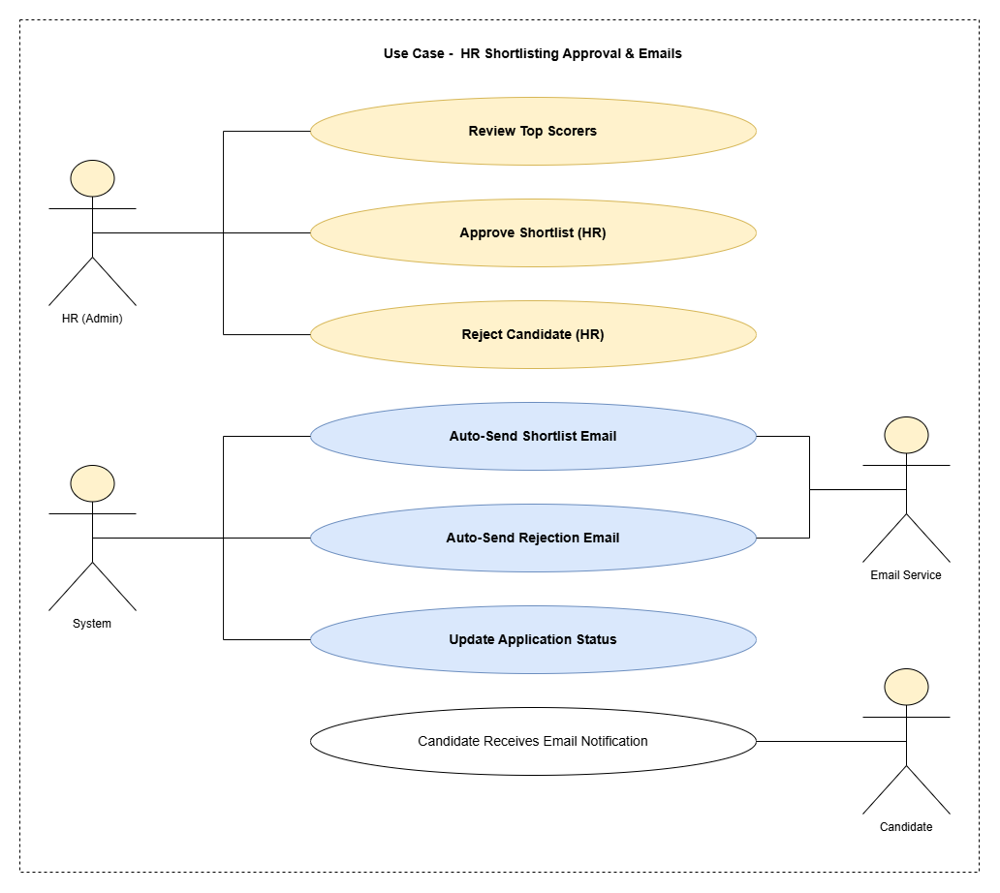 Use Case -  HR Shortlisting Approval & Emails
Review Top Scorers
Approve Shortlist (HR)
HR (Admin)
Reject Candidate (HR)
Auto-Send Shortlist Email
Auto-Send Rejection Email
Email Service
System
Update Application Status
Candidate Receives Email Notification
Candidate